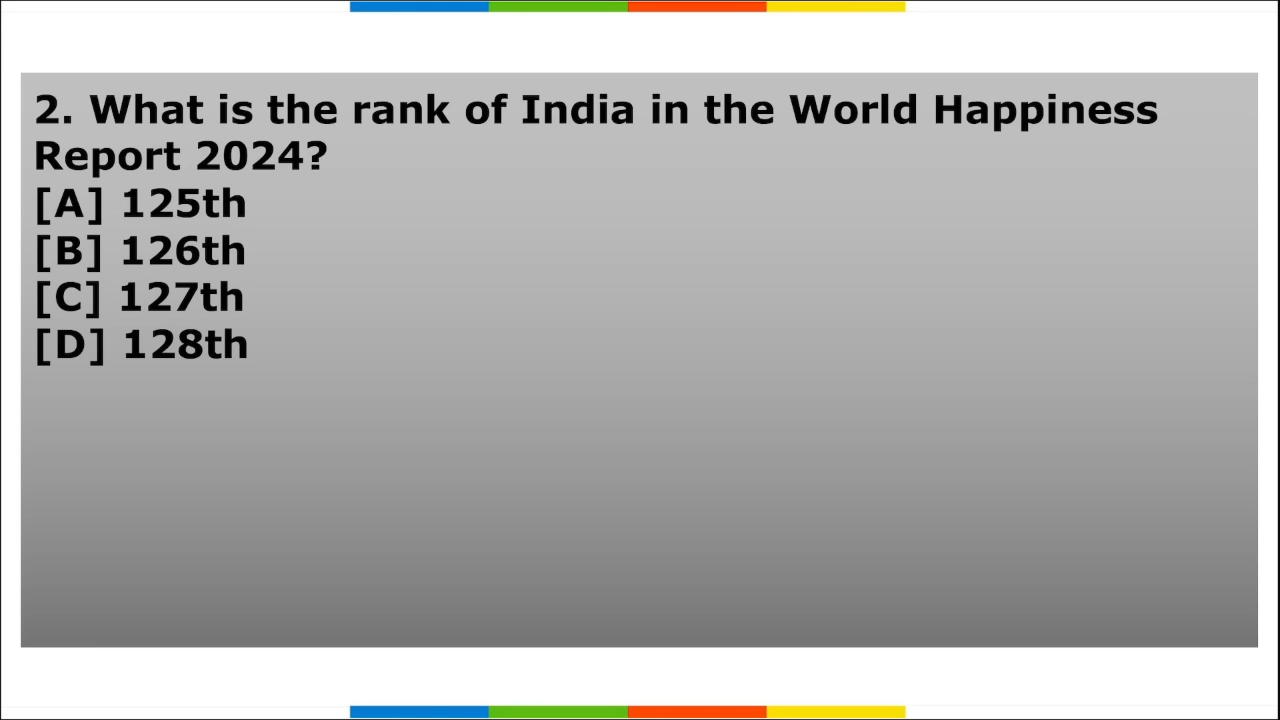 2. What is the rank of India in the World Happiness
Report 2024?
[A] 125th
[B] 126th
[C] 127th
[D] 128th